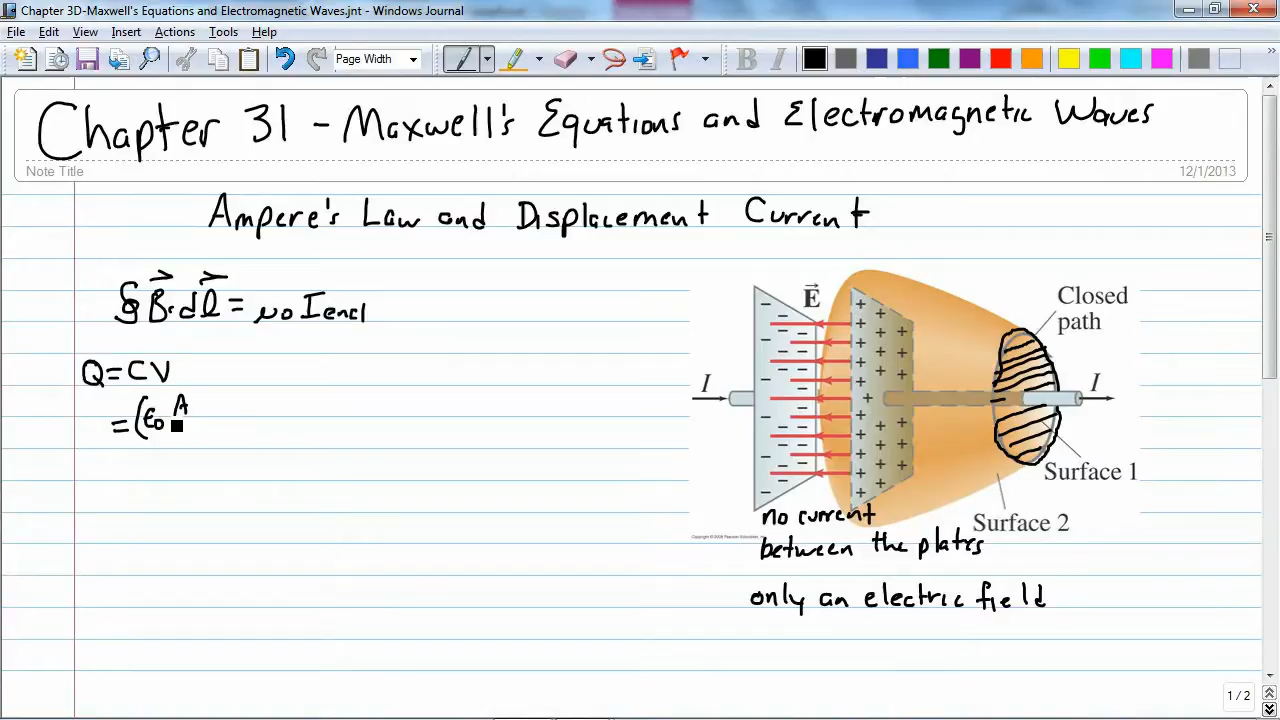 Chapter 3D-Maxwell's Equations and Electromagnetic Waves.jnt - Windows Journal
File Edit View Insert Actions Tools Help
Page Width
B I
Chapter 31 - Maxwell's Equations and Electromagnetic Waves
Note Title
12/1/2013
Ampere's Law and Displacement Current
∮ B⃗ · dl⃗ = μ0 Iencl
Q = CV
= (ϵ0 A
E⃗
Closed
path
I
I
Surface 1
Surface 2
no current
between the plates
only an electric field
1 / 2